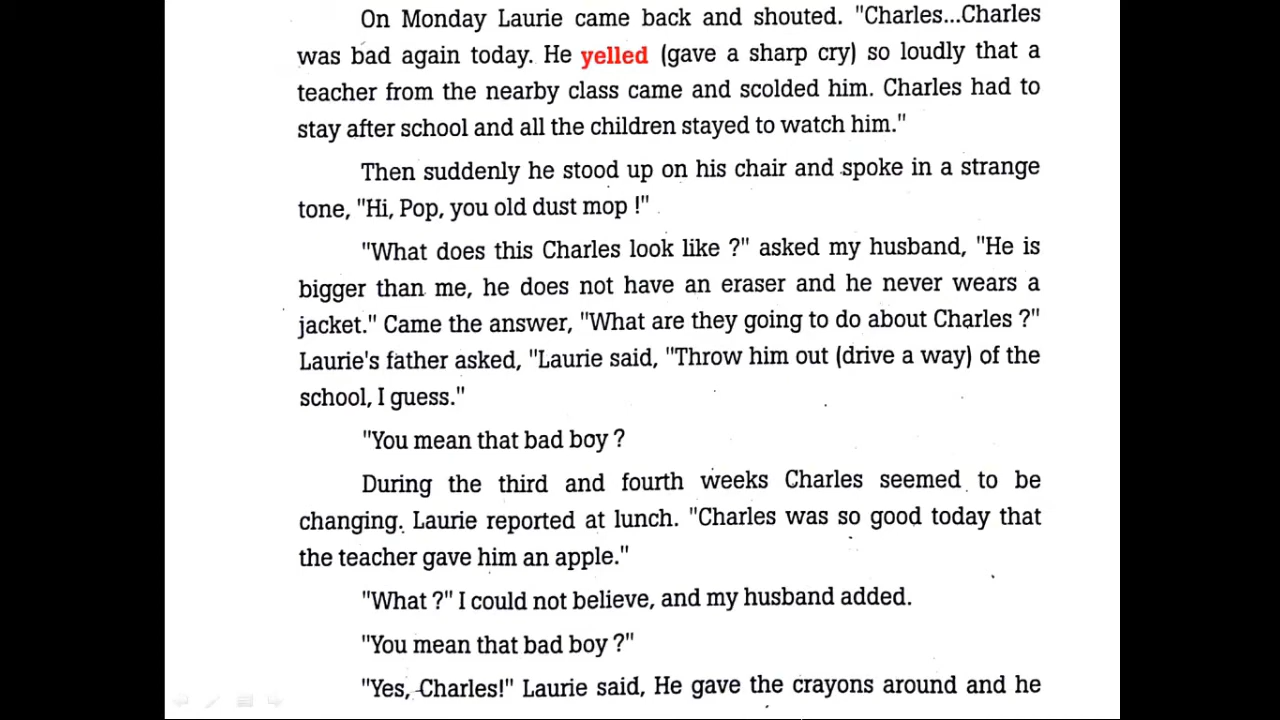 On Monday Laurie came back and shouted. "Charles...Charles
was bad again today. He yelled (gave a sharp cry) so loudly that a
teacher from the nearby class came and scolded him. Charles had to
stay after school and all the children stayed to watch him."
Then suddenly he stood up on his chair and spoke in a strange
tone, "Hi, Pop, you old dust mop !"
"What does this Charles look like ?" asked my husband, "He is
bigger than me, he does not have an eraser and he never wears a
jacket." Came the answer, "What are they going to do about Charles ?"
Laurie's father asked, "Laurie said, "Throw him out (drive a way) of the
school, I guess."
"You mean that bad boy ?
During the third and fourth weeks Charles seemed to be
changing. Laurie reported at lunch. "Charles was so good today that
the teacher gave him an apple."
"What ?" I could not believe, and my husband added.
"You mean that bad boy ?"
"Yes, Charles!" Laurie said, He gave the crayons around and he